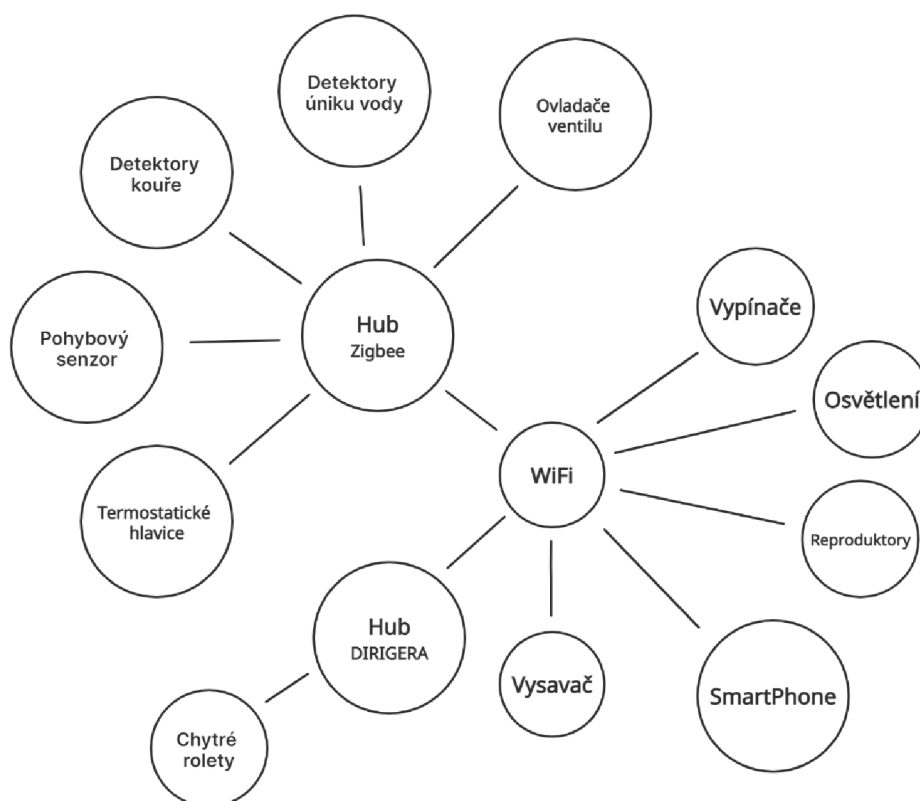 Detektory
úniku vody
Ovladače
ventilu
Detektory
kouře
Hub
Zigbee
Pohybový
senzor
Vypínače
Osvětlení
WiFi
Termostatické
hlavice
Reproduktory
Hub
DIRIGERA
Vysavač
SmartPhone
Chytré
rolety